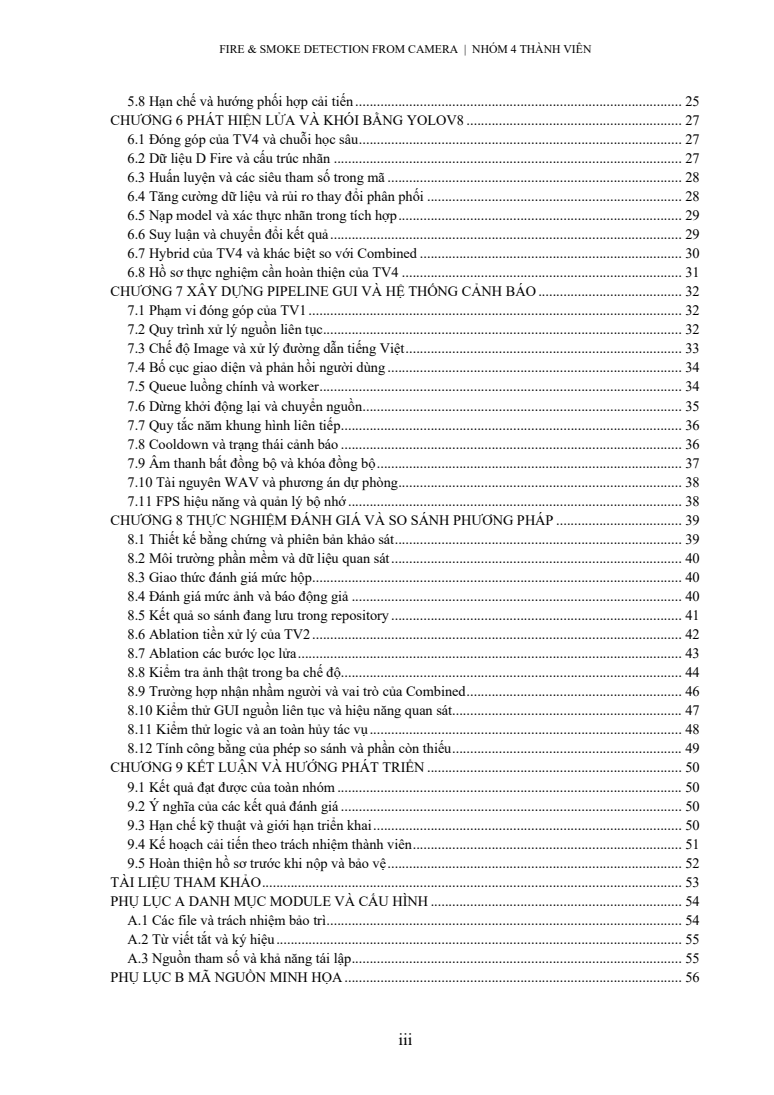 FIRE & SMOKE DETECTION FROM CAMERA | NHÓM 4 THÀNH VIÊN
5.8 Hạn chế và hướng phối hợp cải tiến 25
CHƯƠNG 6 PHÁT HIỆN LỬA VÀ KHÓI BẰNG YOLOV8 27
6.1 Đóng góp của TV4 và chuỗi học sâu 27
6.2 Dữ liệu D Fire và cấu trúc nhãn 27
6.3 Huấn luyện và các siêu tham số trong mã 28
6.4 Tăng cường dữ liệu và rủi ro thay đổi phân phối 28
6.5 Nạp model và xác thực nhãn trong tích hợp 29
6.6 Suy luận và chuyển đổi kết quả 29
6.7 Hybrid của TV4 và khác biệt so với Combined 30
6.8 Hồ sơ thực nghiệm cần hoàn thiện của TV4 31
CHƯƠNG 7 XÂY DỰNG PIPELINE GUI VÀ HỆ THỐNG CẢNH BÁO 32
7.1 Phạm vi đóng góp của TV1 32
7.2 Quy trình xử lý nguồn liên tục 32
7.3 Chế độ Image và xử lý đường dẫn tiếng Việt 33
7.4 Bố cục giao diện và phản hồi người dùng 34
7.5 Queue luồng chính và worker 34
7.6 Dừng khởi động lại và chuyển nguồn 35
7.7 Quy tắc năm khung hình liên tiếp 36
7.8 Cooldown và trạng thái cảnh báo 36
7.9 Âm thanh bất đồng bộ và khóa đồng bộ 37
7.10 Tài nguyên WAV và phương án dự phòng 38
7.11 FPS hiệu năng và quản lý bộ nhớ 38
CHƯƠNG 8 THỰC NGHIỆM ĐÁNH GIÁ VÀ SO SÁNH PHƯƠNG PHÁP 39
8.1 Thiết kế bằng chứng và phiên bản khảo sát 39
8.2 Môi trường phần mềm và dữ liệu quan sát 40
8.3 Giao thức đánh giá mức hộp 40
8.4 Đánh giá mức ảnh và báo động giả 40
8.5 Kết quả so sánh đang lưu trong repository 41
8.6 Ablation tiền xử lý của TV2 42
8.7 Ablation các bước lọc lửa 43
8.8 Kiểm tra ảnh thật trong ba chế độ 44
8.9 Trường hợp nhận nhầm người và vai trò của Combined 46
8.10 Kiểm thử GUI nguồn liên tục và hiệu năng quan sát 47
8.11 Kiểm thử logic và an toàn hủy tác vụ 48
8.12 Tính công bằng của phép so sánh và phần còn thiếu 49
CHƯƠNG 9 KẾT LUẬN VÀ HƯỚNG PHÁT TRIỂN 50
9.1 Kết quả đạt được của toàn nhóm 50
9.2 Ý nghĩa của các kết quả đánh giá 50
9.3 Hạn chế kỹ thuật và giới hạn triển khai 50
9.4 Kế hoạch cải tiến theo trách nhiệm thành viên 51
9.5 Hoàn thiện hồ sơ trước khi nộp và bảo vệ 52
TÀI LIỆU THAM KHẢO 53
PHỤ LỤC A DANH MỤC MODULE VÀ CẤU HÌNH 54
A.1 Các file và trách nhiệm bảo trì 54
A.2 Từ viết tắt và ký hiệu 55
A.3 Nguồn tham số và khả năng tái lập 55
PHỤ LỤC B MÃ NGUỒN MINH HỌA 56
iii